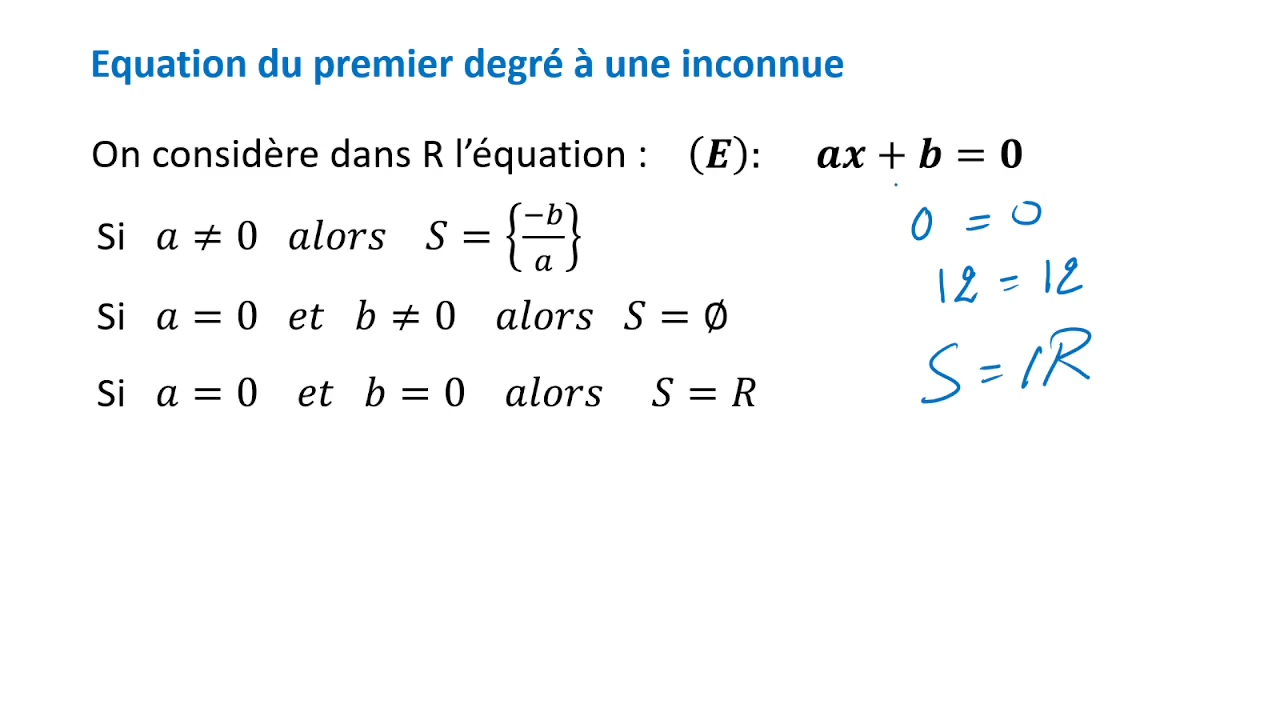 Equation du premier degré à une inconnue
On considère dans R l’équation : (E): ax + b = 0
0 = 0
Si a ≠ 0 alors S = {−b/a}
12 = 12
Si a = 0 et b ≠ 0 alors S = ∅
S = ℝ
Si a = 0 et b = 0 alors S = R